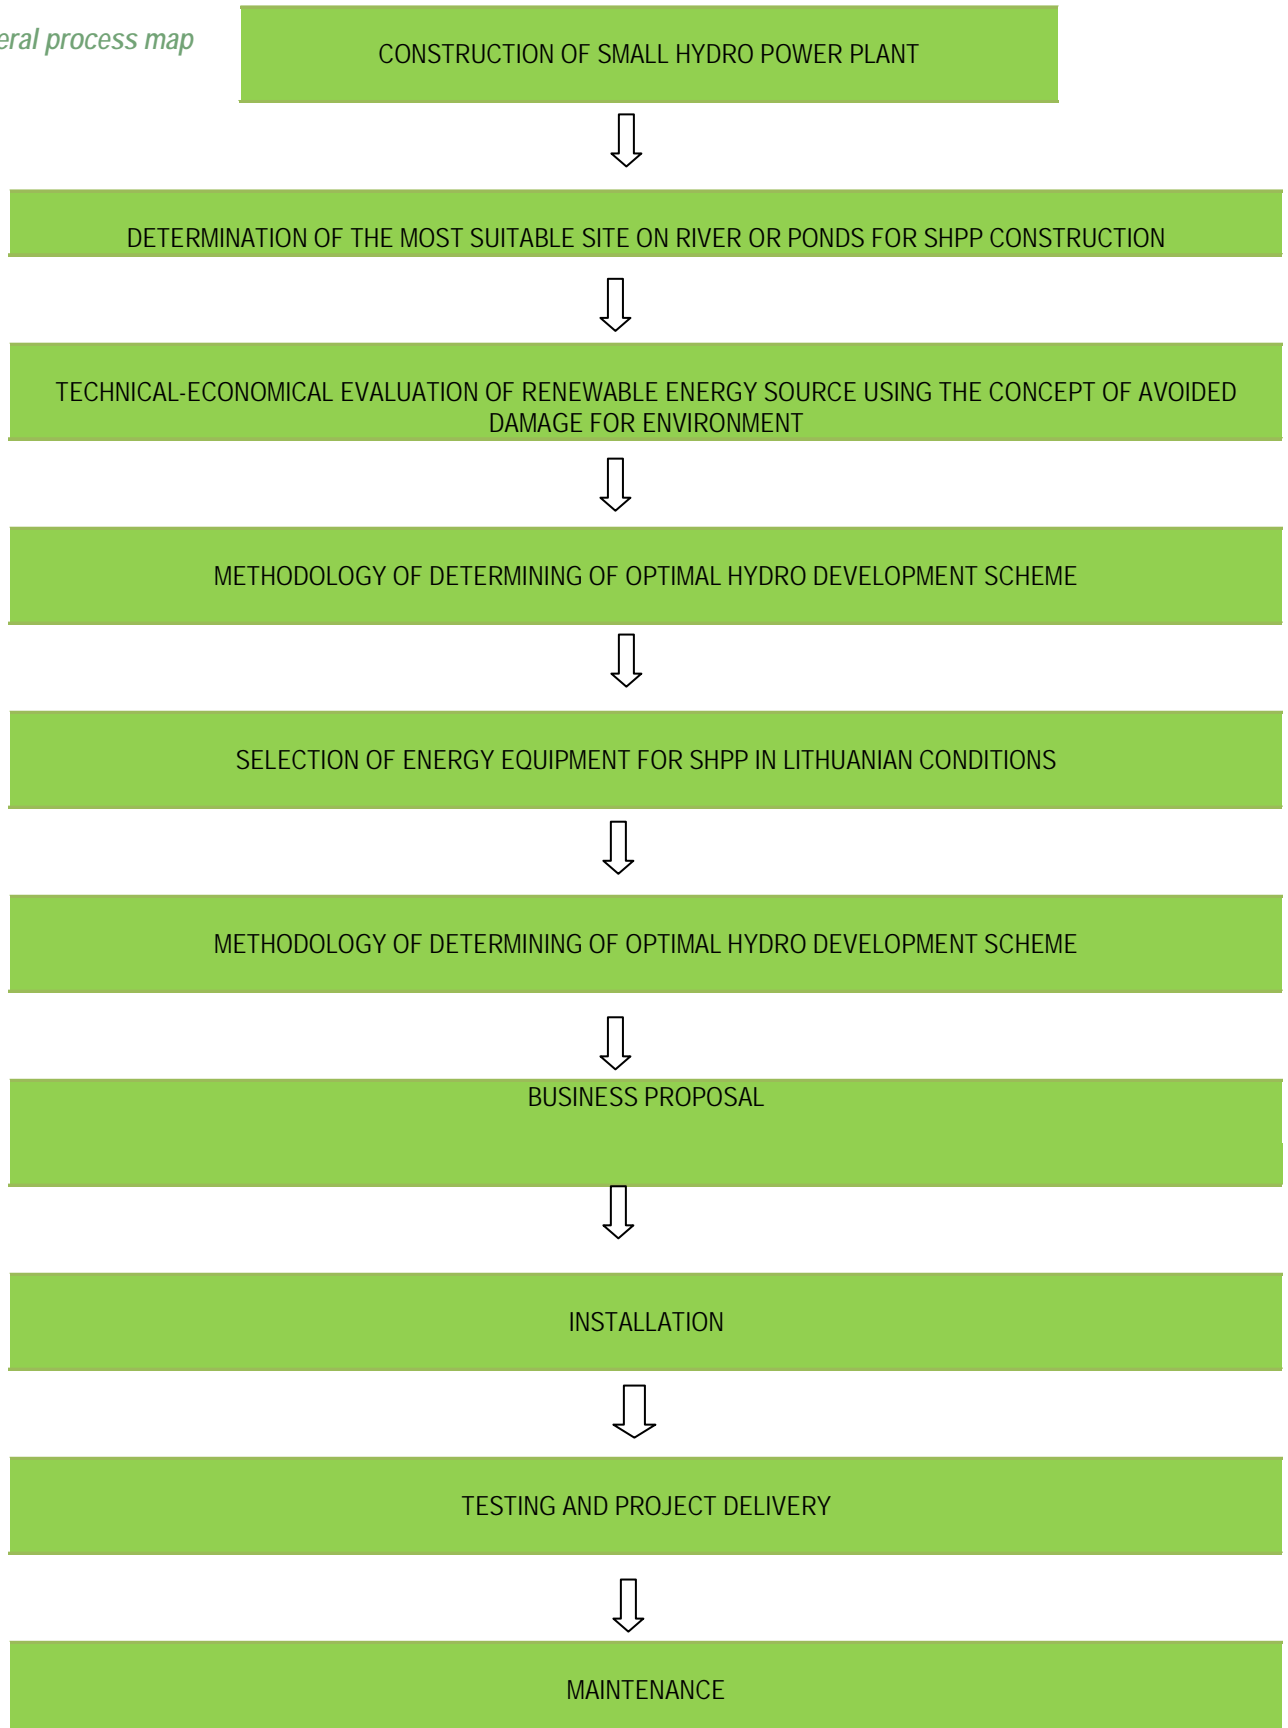 eral process map
CONSTRUCTION OF SMALL HYDRO POWER PLANT
DETERMINATION OF THE MOST SUITABLE SITE ON RIVER OR PONDS FOR SHPP CONSTRUCTION
TECHNICAL-ECONOMICAL EVALUATION OF RENEWABLE ENERGY SOURCE USING THE CONCEPT OF AVOIDED
DAMAGE FOR ENVIRONMENT
METHODOLOGY OF DETERMINING OF OPTIMAL HYDRO DEVELOPMENT SCHEME
SELECTION OF ENERGY EQUIPMENT FOR SHPP IN LITHUANIAN CONDITIONS
METHODOLOGY OF DETERMINING OF OPTIMAL HYDRO DEVELOPMENT SCHEME
BUSINESS PROPOSAL
INSTALLATION
TESTING AND PROJECT DELIVERY
MAINTENANCE